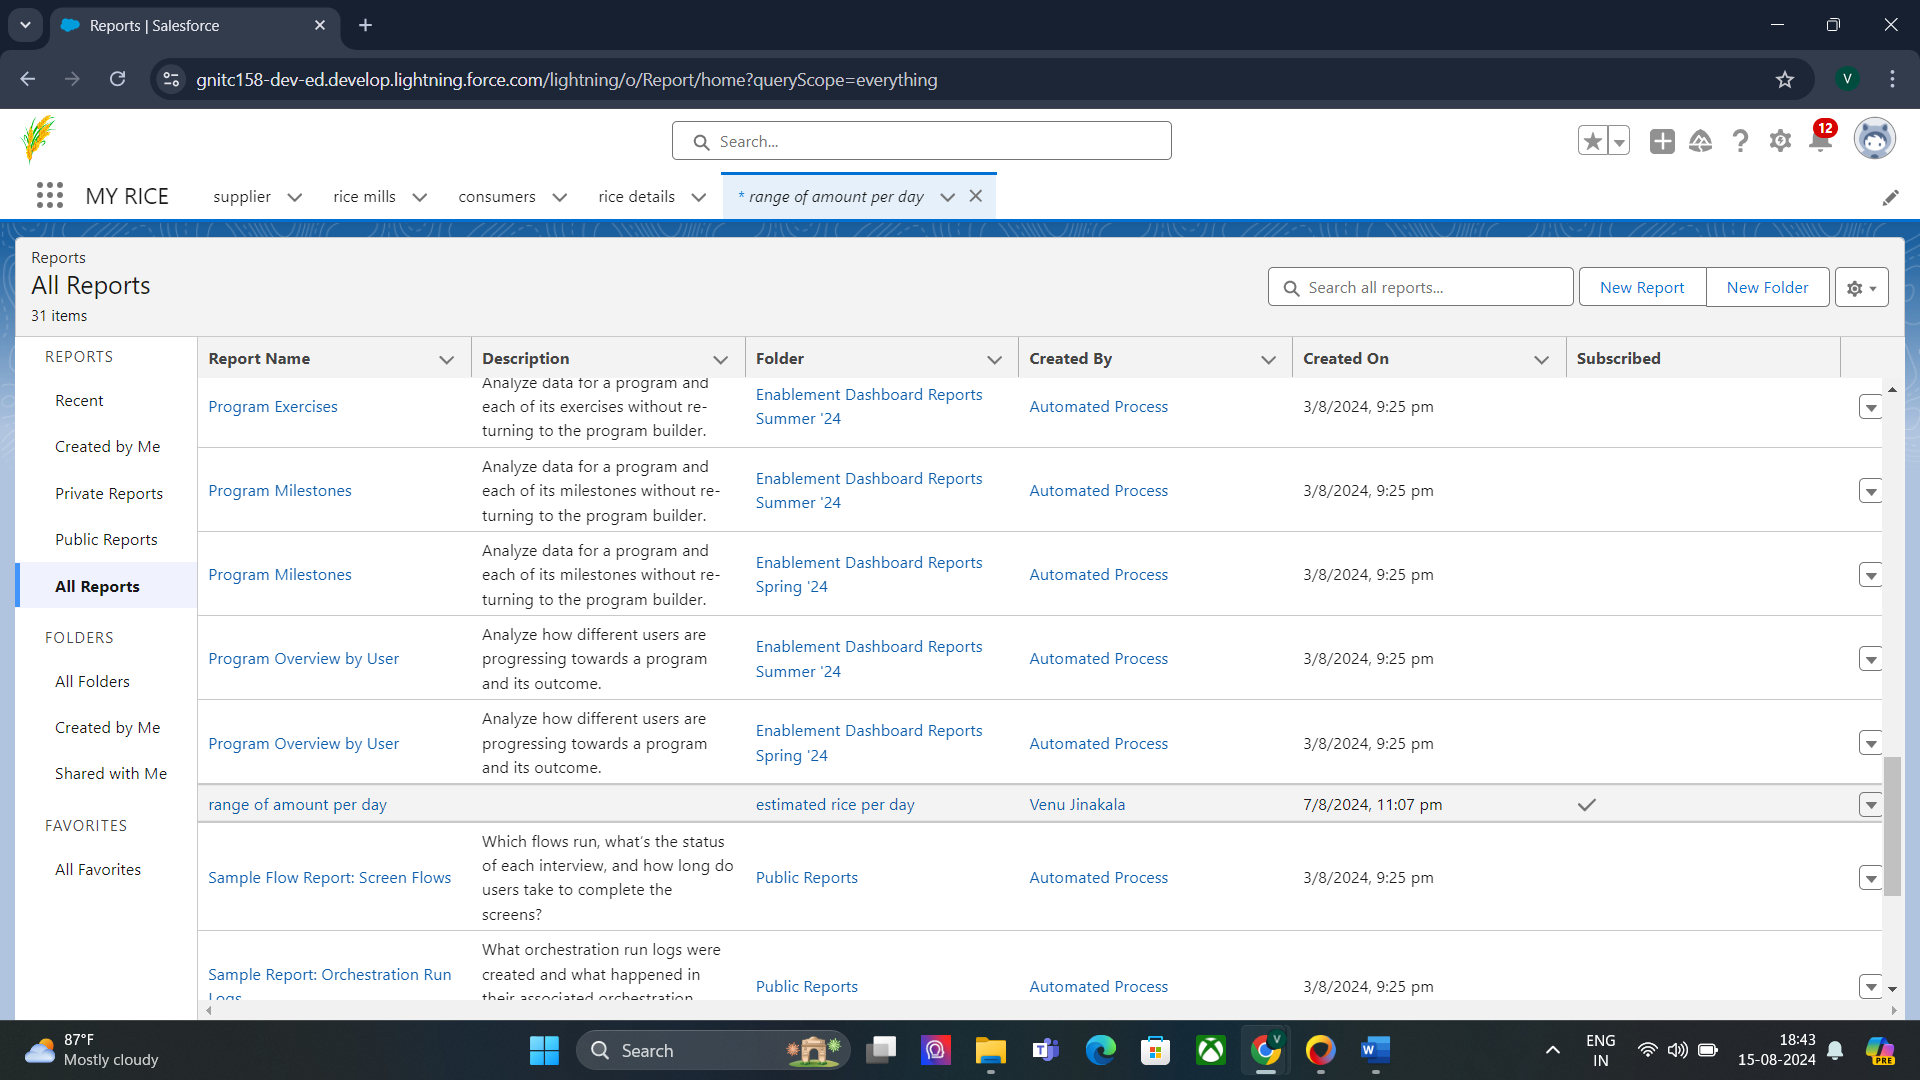 Reports | Salesforce
gnitc158-dev-ed.develop.lightning.force.com/lightning/o/Report/home?queryScope=everything
V
Search...
12
MY RICE
supplier
rice mills
consumers
rice details
* range of amount per day
Reports
All Reports
31 items
Search all reports...
New Report
New Folder
REPORTS
Recent
Created by Me
Private Reports
Public Reports
All Reports
FOLDERS
All Folders
Created by Me
Shared with Me
FAVORITES
All Favorites
Report Name
Description
Folder
Created By
Created On
Subscribed
Program Exercises
Analyze data for a program and
each of its exercises without re-
turning to the program builder.
Enablement Dashboard Reports
Summer '24
Automated Process
3/8/2024, 9:25 pm
Program Milestones
Analyze data for a program and
each of its milestones without re-
turning to the program builder.
Enablement Dashboard Reports
Summer '24
Automated Process
3/8/2024, 9:25 pm
Program Milestones
Analyze data for a program and
each of its milestones without re-
turning to the program builder.
Enablement Dashboard Reports
Spring '24
Automated Process
3/8/2024, 9:25 pm
Program Overview by User
Analyze how different users are
progressing towards a program
and its outcome.
Enablement Dashboard Reports
Summer '24
Automated Process
3/8/2024, 9:25 pm
Program Overview by User
Analyze how different users are
progressing towards a program
and its outcome.
Enablement Dashboard Reports
Spring '24
Automated Process
3/8/2024, 9:25 pm
range of amount per day
estimated rice per day
Venu Jinakala
7/8/2024, 11:07 pm
Sample Flow Report: Screen Flows
Which flows run, what's the status
of each interview, and how long do
users take to complete the
screens?
Public Reports
Automated Process
3/8/2024, 9:25 pm
Sample Report: Orchestration Run
Logs
What orchestration run logs were
created and what happened in
their associated orchestration
Public Reports
Automated Process
3/8/2024, 9:25 pm
87°F
Mostly cloudy
Search
ENG
IN
18:43
15-08-2024
PRE